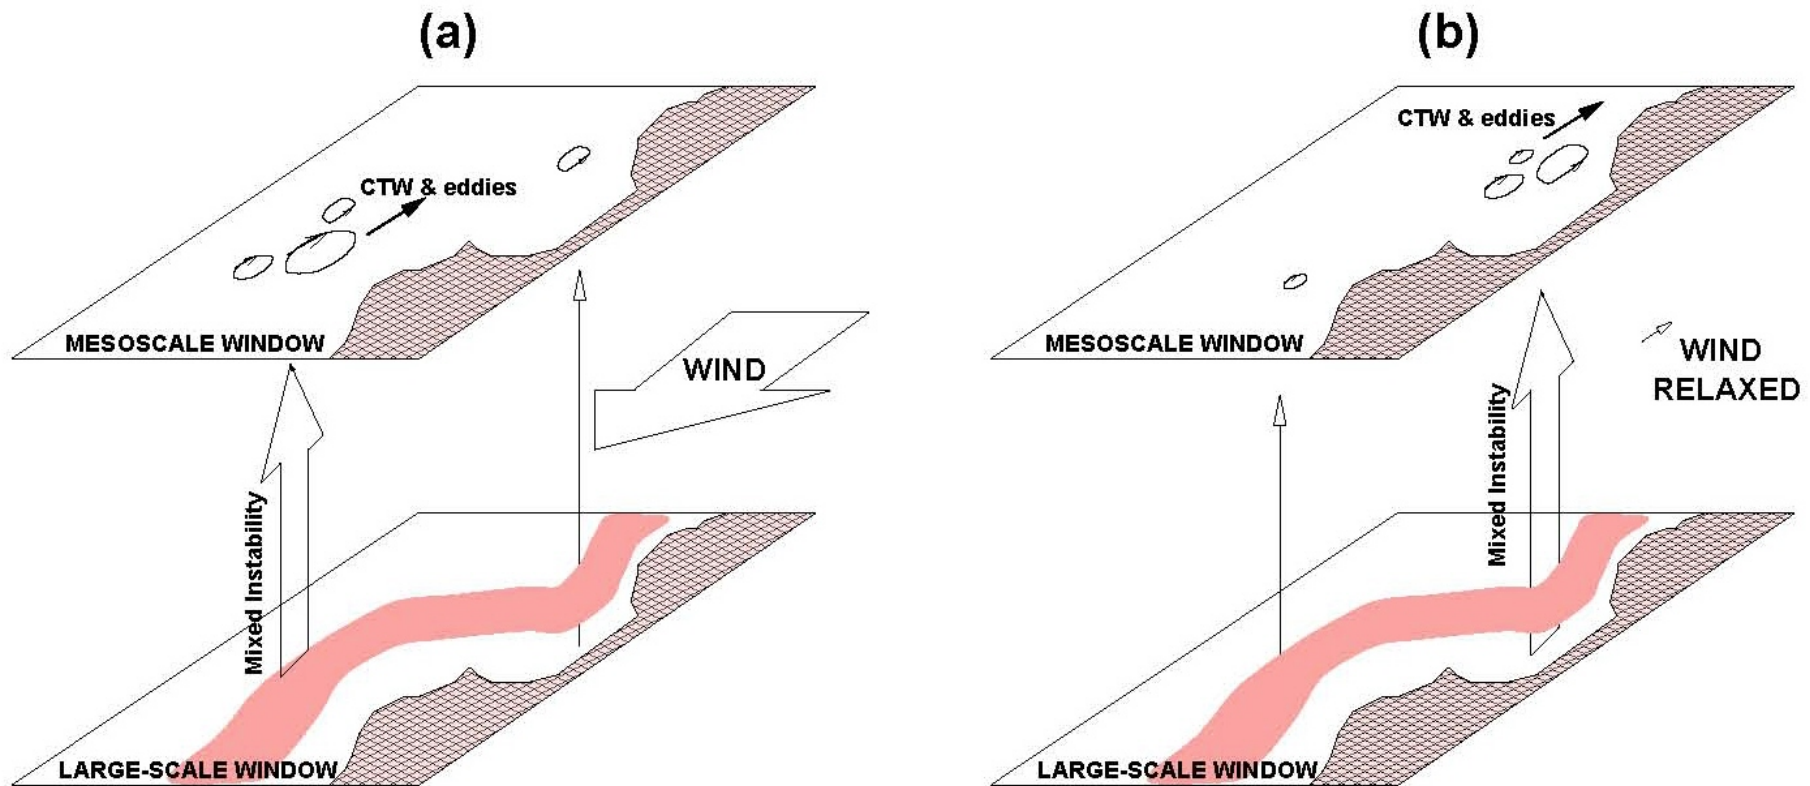 (a)
CTW & eddies
MESOSCALE WINDOW
WIND
Mixed Instability
LARGE-SCALE WINDOW
(b)
CTW & eddies
MESOSCALE WINDOW
WIND
RELAXED
Mixed Instability
LARGE-SCALE WINDOW